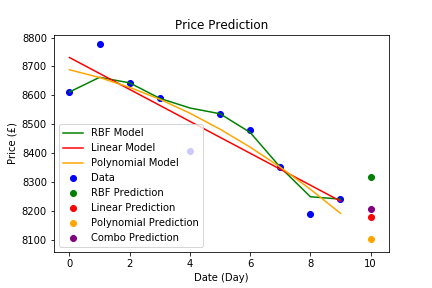 Price Prediction
8800
8700
8600
8500
8400
8300
8200
8100
Price (£)
RBF Model
Linear Model
Polynomial Model
Data
RBF Prediction
Linear Prediction
Polynomial Prediction
Combo Prediction
0 2 4 6 8 10
Date (Day)